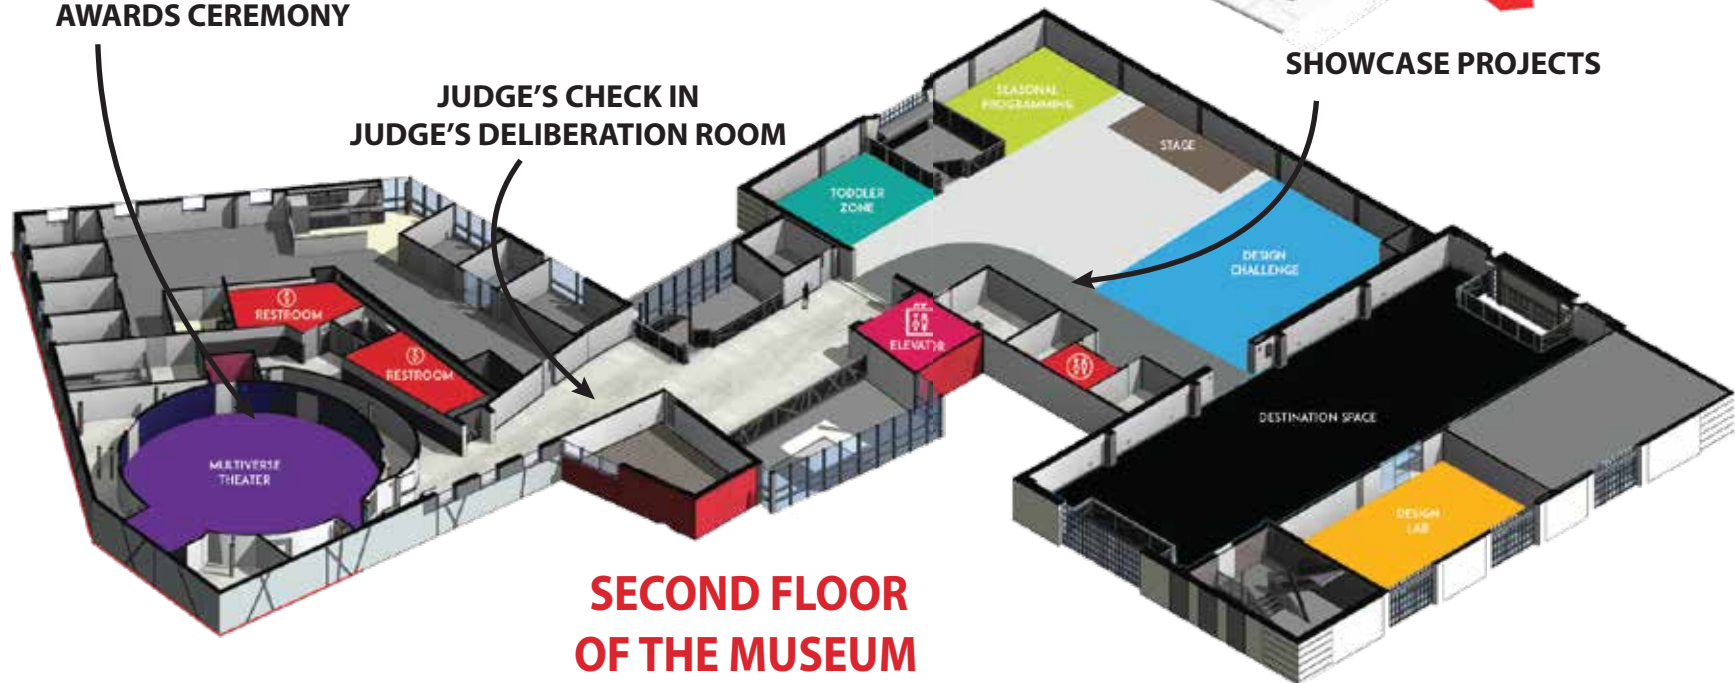 AWARDS CEREMONY
JUDGE'S CHECK IN
JUDGE'S DELIBERATION ROOM
SHOWCASE PROJECTS
SEASONAL
PROGRAMMING
STAGE
TODDLER
ZONE
DESIGN
CHALLENGE
RESTROOM
RESTROOM
ELEVATOR
MULTIVERSE
THEATER
DESTINATION SPACE
DESIGN
LAB
SECOND FLOOR
OF THE MUSEUM